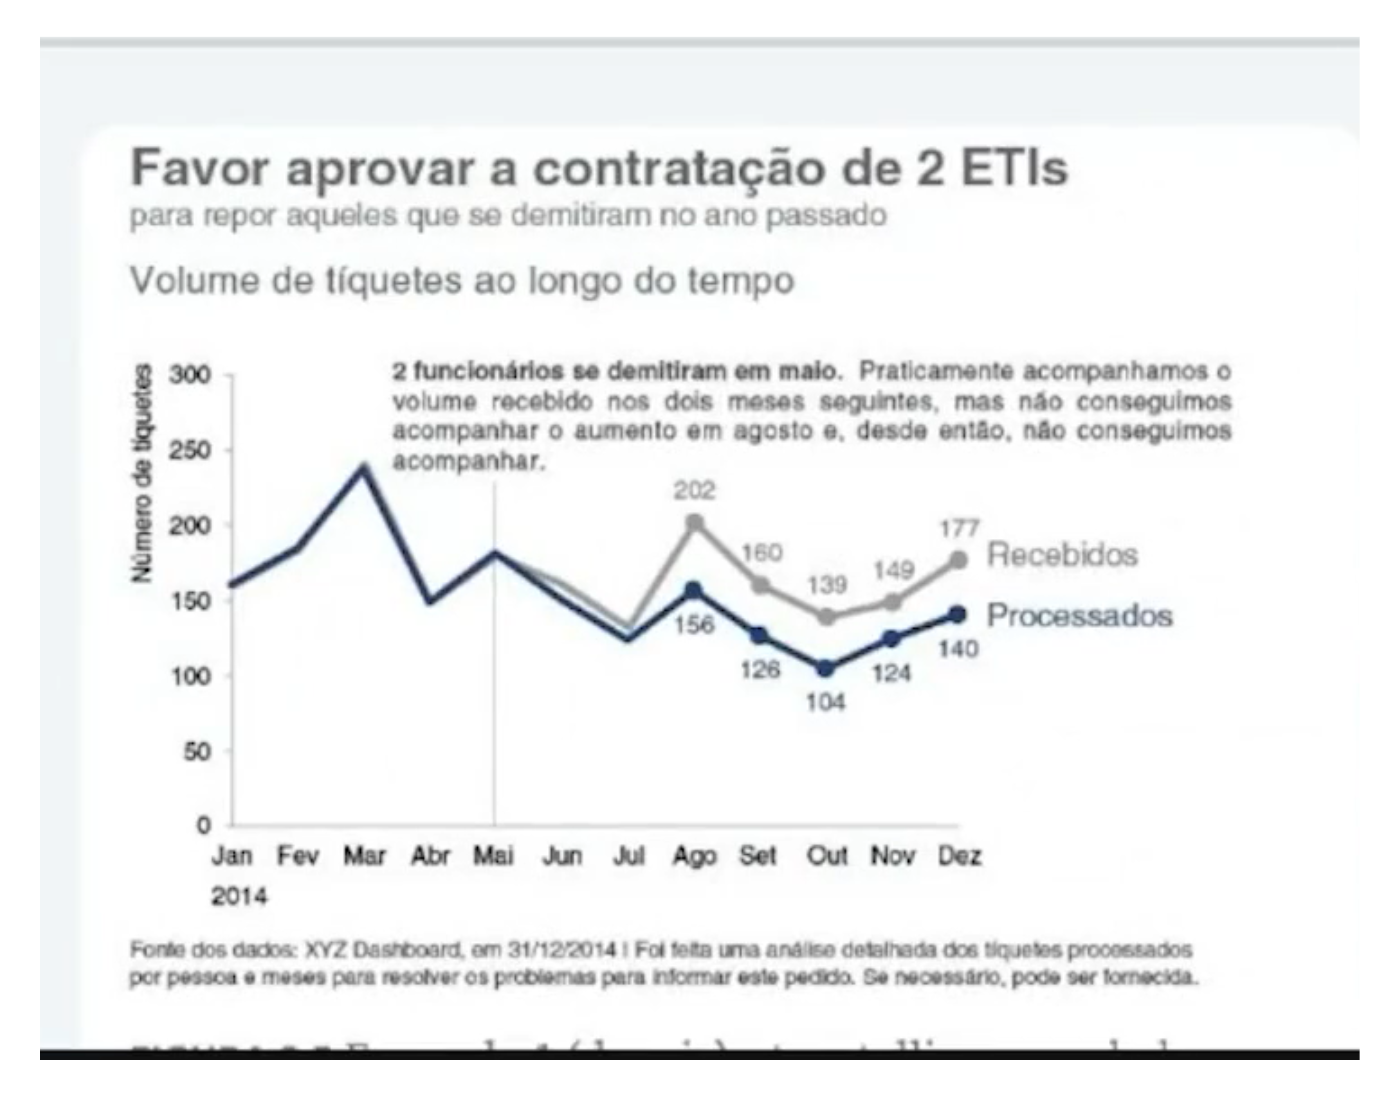 Favor aprovar a contratação de 2 ETIs
para repor aqueles que se demitiram no ano passado
Volume de tíquetes ao longo do tempo
Número de tíquetes
2 funcionários se demitiram em maio. Praticamente acompanhamos o
volume recebido nos dois meses seguintes, mas não conseguimos
acompanhar o aumento em agosto e, desde então, não conseguimos
acompanhar.
300
250
200
150
100
50
0
202
160
139
149
177
Recebidos
156
126
104
124
140
Processados
Jan Fev Mar Abr Mai Jun Jul Ago Set Out Nov Dez
2014
Fonte dos dados: XYZ Dashboard, em 31/12/2014 | Foi feita uma análise detalhada dos tíquetes processados
por pessoa e meses para resolver os problemas para informar este pedido. Se necessário, pode ser fornecida.